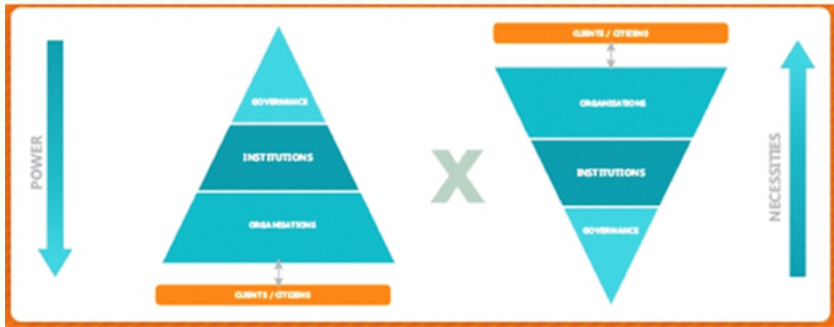 POWER
GOVERNANCE
INSTITUTIONS
ORGANISATIONS
CLIENTS / CITIZENS
X
CLIENTS / CITIZENS
ORGANISATIONS
INSTITUTIONS
GOVERNANCE
NECESSITIES